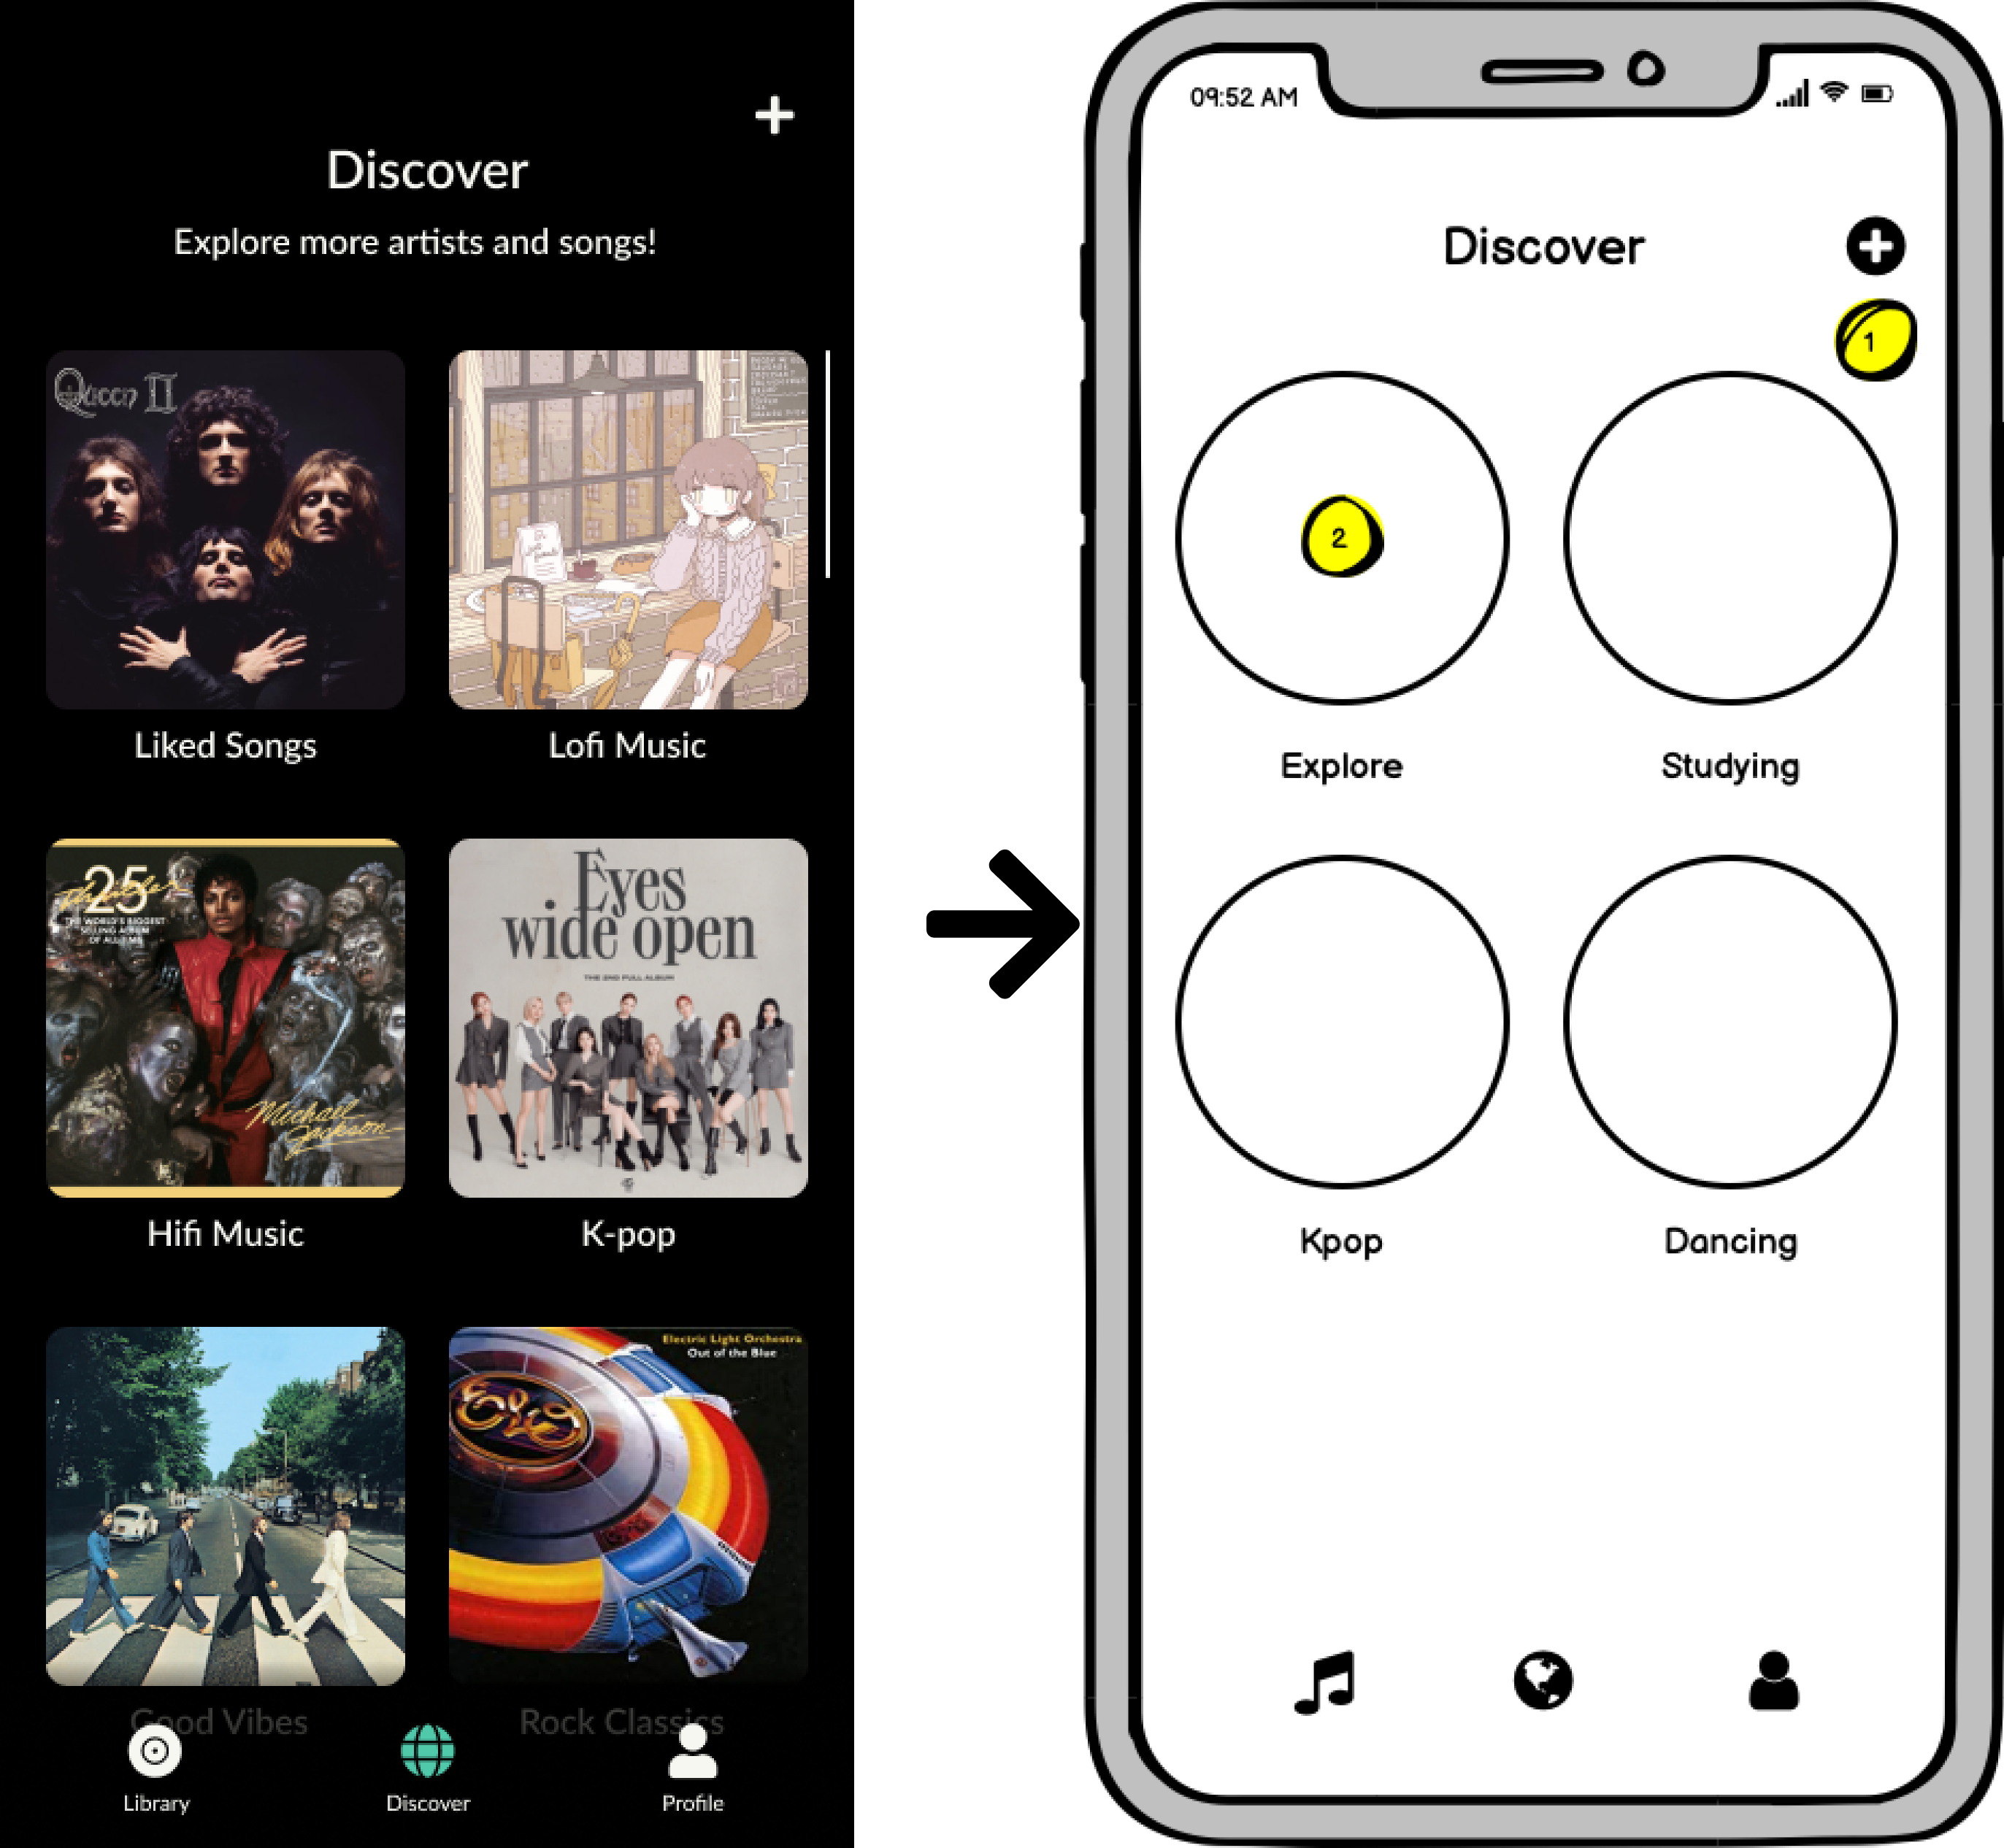 Discover
Explore more artists and songs!
Queen II
Liked Songs
Lofi Music
25
Thriller
THE WORLD'S BIGGEST
SELLING ALBUM
OF ALL TIME
Michael
Jackson
Hifi Music
Eyes
wide open
THE 2ND FULL ALBUM
K-pop
Electric Light Orchestra
Out of the Blue
ELO
Good Vibes
Rock Classics
Library
Discover
Profile
09:52 AM
Discover
1
2
Explore
Studying
Kpop
Dancing